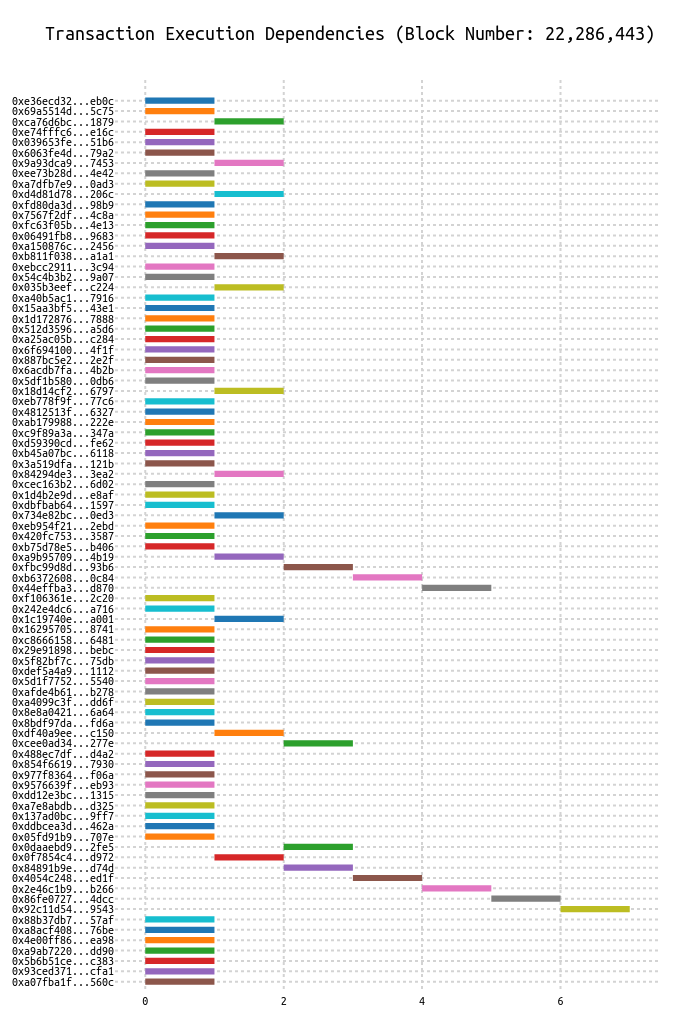 Transaction Execution Dependencies (Block Number: 22,286,443)
0xe36ecd32...eb0c
0x69a5514d...5c75
0xca76d6bc...1879
0xe74fffc6...e16c
0x039653fe...51b6
0x6063fe4d...79a2
0x9a93dca9...7453
0xee73b28d...4e42
0xa7dfb7e9...0ad3
0xd4d81d78...206c
0xfd80da3d...98b9
0x7567f2df...4c8a
0xfc63f05b...4e13
0x06491fb8...9683
0xa150876c...2456
0xb811f038...a1a1
0xebcc2911...3c94
0x54c4b3b2...9a07
0x035b3eef...c224
0xa40b5ac1...7916
0x15aa3bf5...43e1
0x1d172876...7888
0x512d3596...a5d6
0xa25ac05b...c284
0x6f694100...4f1f
0x887bc5e2...2e2f
0x6acdb7fa...4b2b
0x5df1b580...0db6
0x18d14cf2...6797
0xeb778f9f...77c6
0x4812513f...6327
0xab179988...222e
0xc9f89a3a...347a
0xd59390cd...fe62
0xb45a07bc...6118
0x3a519dfa...121b
0x84294de3...3ea2
0xcec163b2...6d02
0x1d4b2e9d...e8af
0xdbfbab64...1597
0x734e82bc...0ed3
0xeb954f21...2ebd
0x420fc753...3587
0xb75d78e5...b406
0xa9b95709...4b19
0xfbc99d8d...93b6
0xb6372608...0c84
0x44effba3...d870
0xf106361e...2c20
0x242e4dc6...a716
0x1c19740e...a001
0x16295705...8741
0xc8666158...6481
0x29e91898...bebc
0x5f82bf7c...75db
0xdef5a4a9...1112
0x5d1f7752...5540
0xafde4b61...b278
0xa4099c3f...dd6f
0x8e8a0421...6a64
0x8bdf97da...fd6a
0xdf40a9ee...c150
0xcee0ad34...277e
0x488ec7df...d4a2
0x854f6619...7930
0x977f8364...f06a
0x9576639f...eb93
0xdd12e3bc...1315
0xa7e8abdb...d325
0x137ad0bc...9ff7
0xddbcea3d...462a
0x05fd91b9...707e
0x0daaebd9...2fe5
0x0f7854c4...d972
0x84891b9e...d74d
0x4054c248...ed1f
0x2e46c1b9...b266
0x86fe0727...4dcc
0x92c11d54...9543
0x88b37db7...57af
0xa8acf408...76be
0x4e00ff86...ea98
0xa9ab7220...dd90
0x5b6b51ce...c383
0x93ced371...cfa1
0xa07fba1f...560c
0 2 4 6